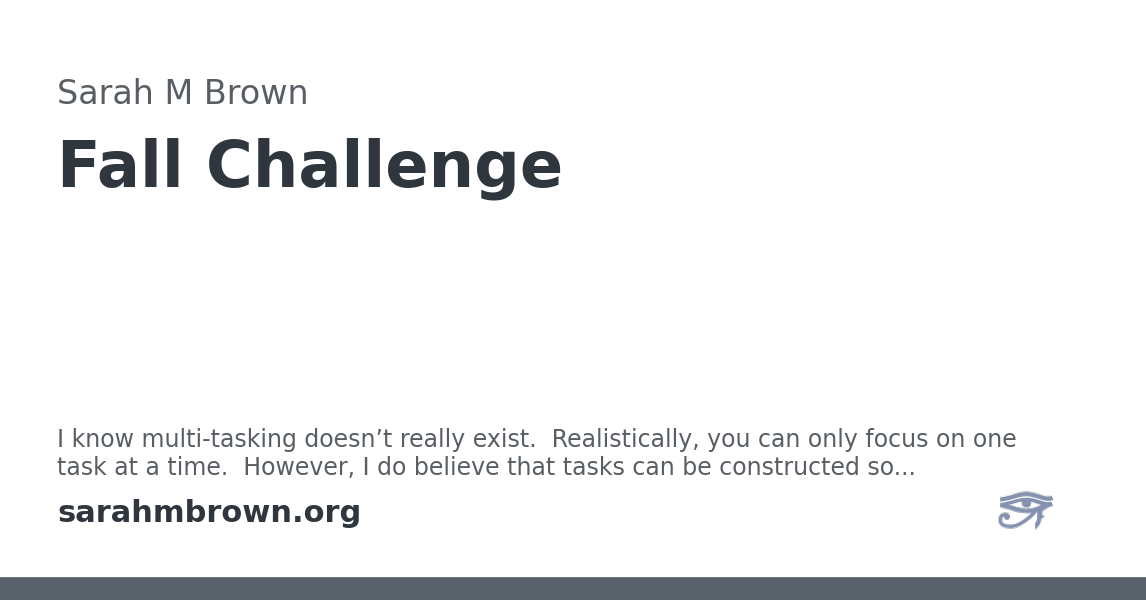 Sarah M Brown
Fall Challenge
I know multi-tasking doesn’t really exist.  Realistically, you can only focus on one
task at a time.  However, I do believe that tasks can be constructed so...
sarahmbrown.org